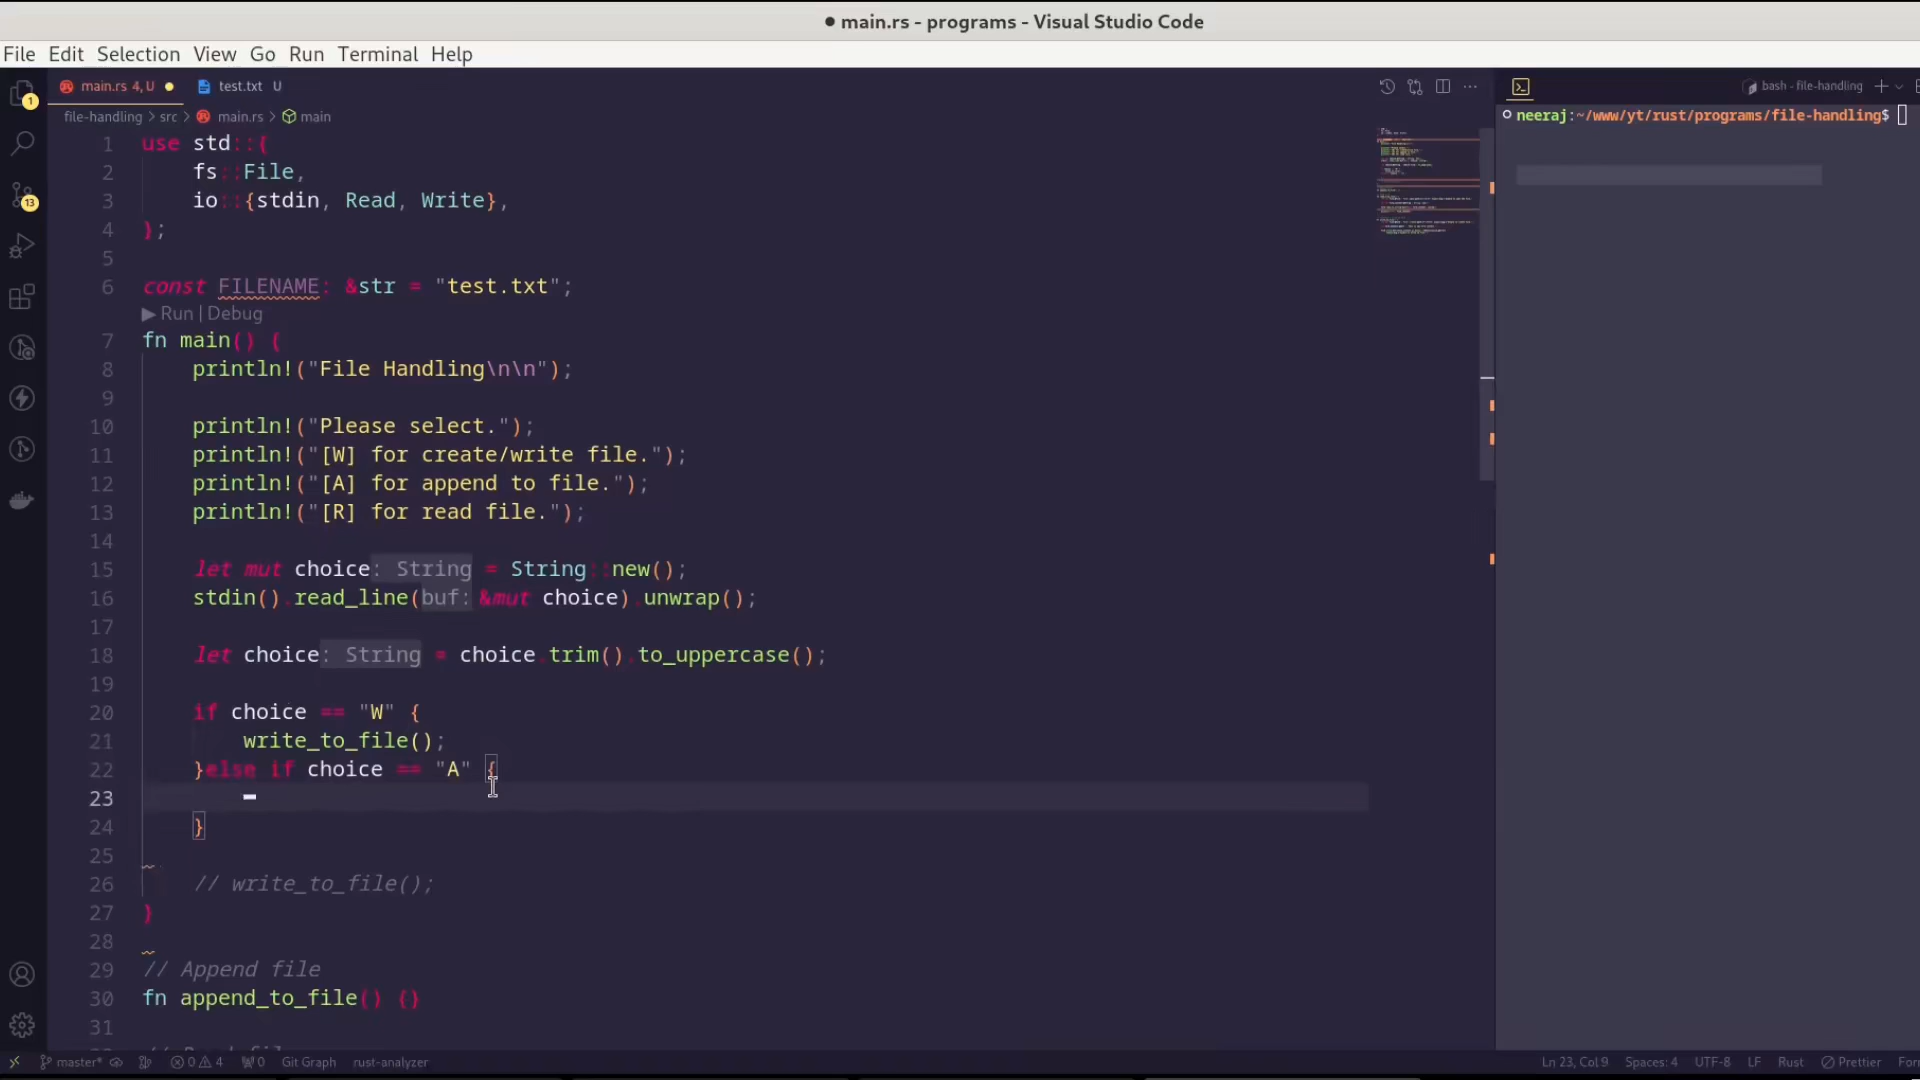 ● main.rs - programs - Visual Studio Code
File Edit Selection View Go Run Terminal Help
main.rs 4, U ●
test.txt U
bash - file-handling
file-handling > src > main.rs > main
neeraj:~/www/yt/rust/programs/file-handling$
1 use std::{
2 fs::File,
3 io::{stdin, Read, Write},
4 };
5
6 const FILENAME: &str = "test.txt";
Run | Debug
7 fn main() {
8 println!("File Handling\n\n");
9
10 println!("Please select.");
11 println!("[W] for create/write file.");
12 println!("[A] for append to file.");
13 println!("[R] for read file.");
14
15 let mut choice: String = String::new();
16 stdin().read_line(buf: &mut choice).unwrap();
17
18 let choice: String = choice.trim().to_uppercase();
19
20 if choice == "W" {
21 write_to_file();
22 }else if choice == "A" {
23
24 }
25
26 // write_to_file();
27 }
28
29 // Append file
30 fn append_to_file() {}
31
1
13
master* 0 4 0 Git Graph rust-analyzer
Ln 23, Col 9 Spaces: 4 UTF-8 LF Rust Prettier